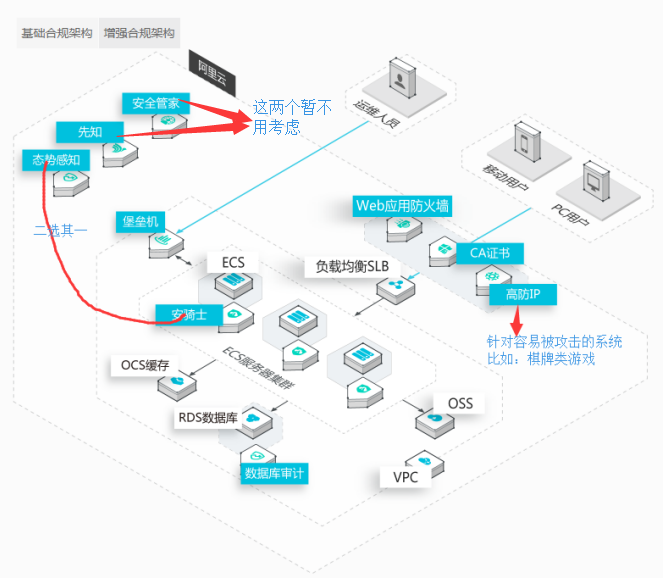 基础合规架构 增强合规架构
阿里云
安全管家
这两个暂不
用考虑
先知
态势感知
运维人员
移动用户
PC用户
二选其一
堡垒机
Web应用防火墙
CA证书
ECS
负载均衡SLB
高防IP
安骑士
针对容易被攻击的系统
比如：棋牌类游戏
ECS服务器集群
OCS缓存
RDS数据库
OSS
数据库审计
VPC